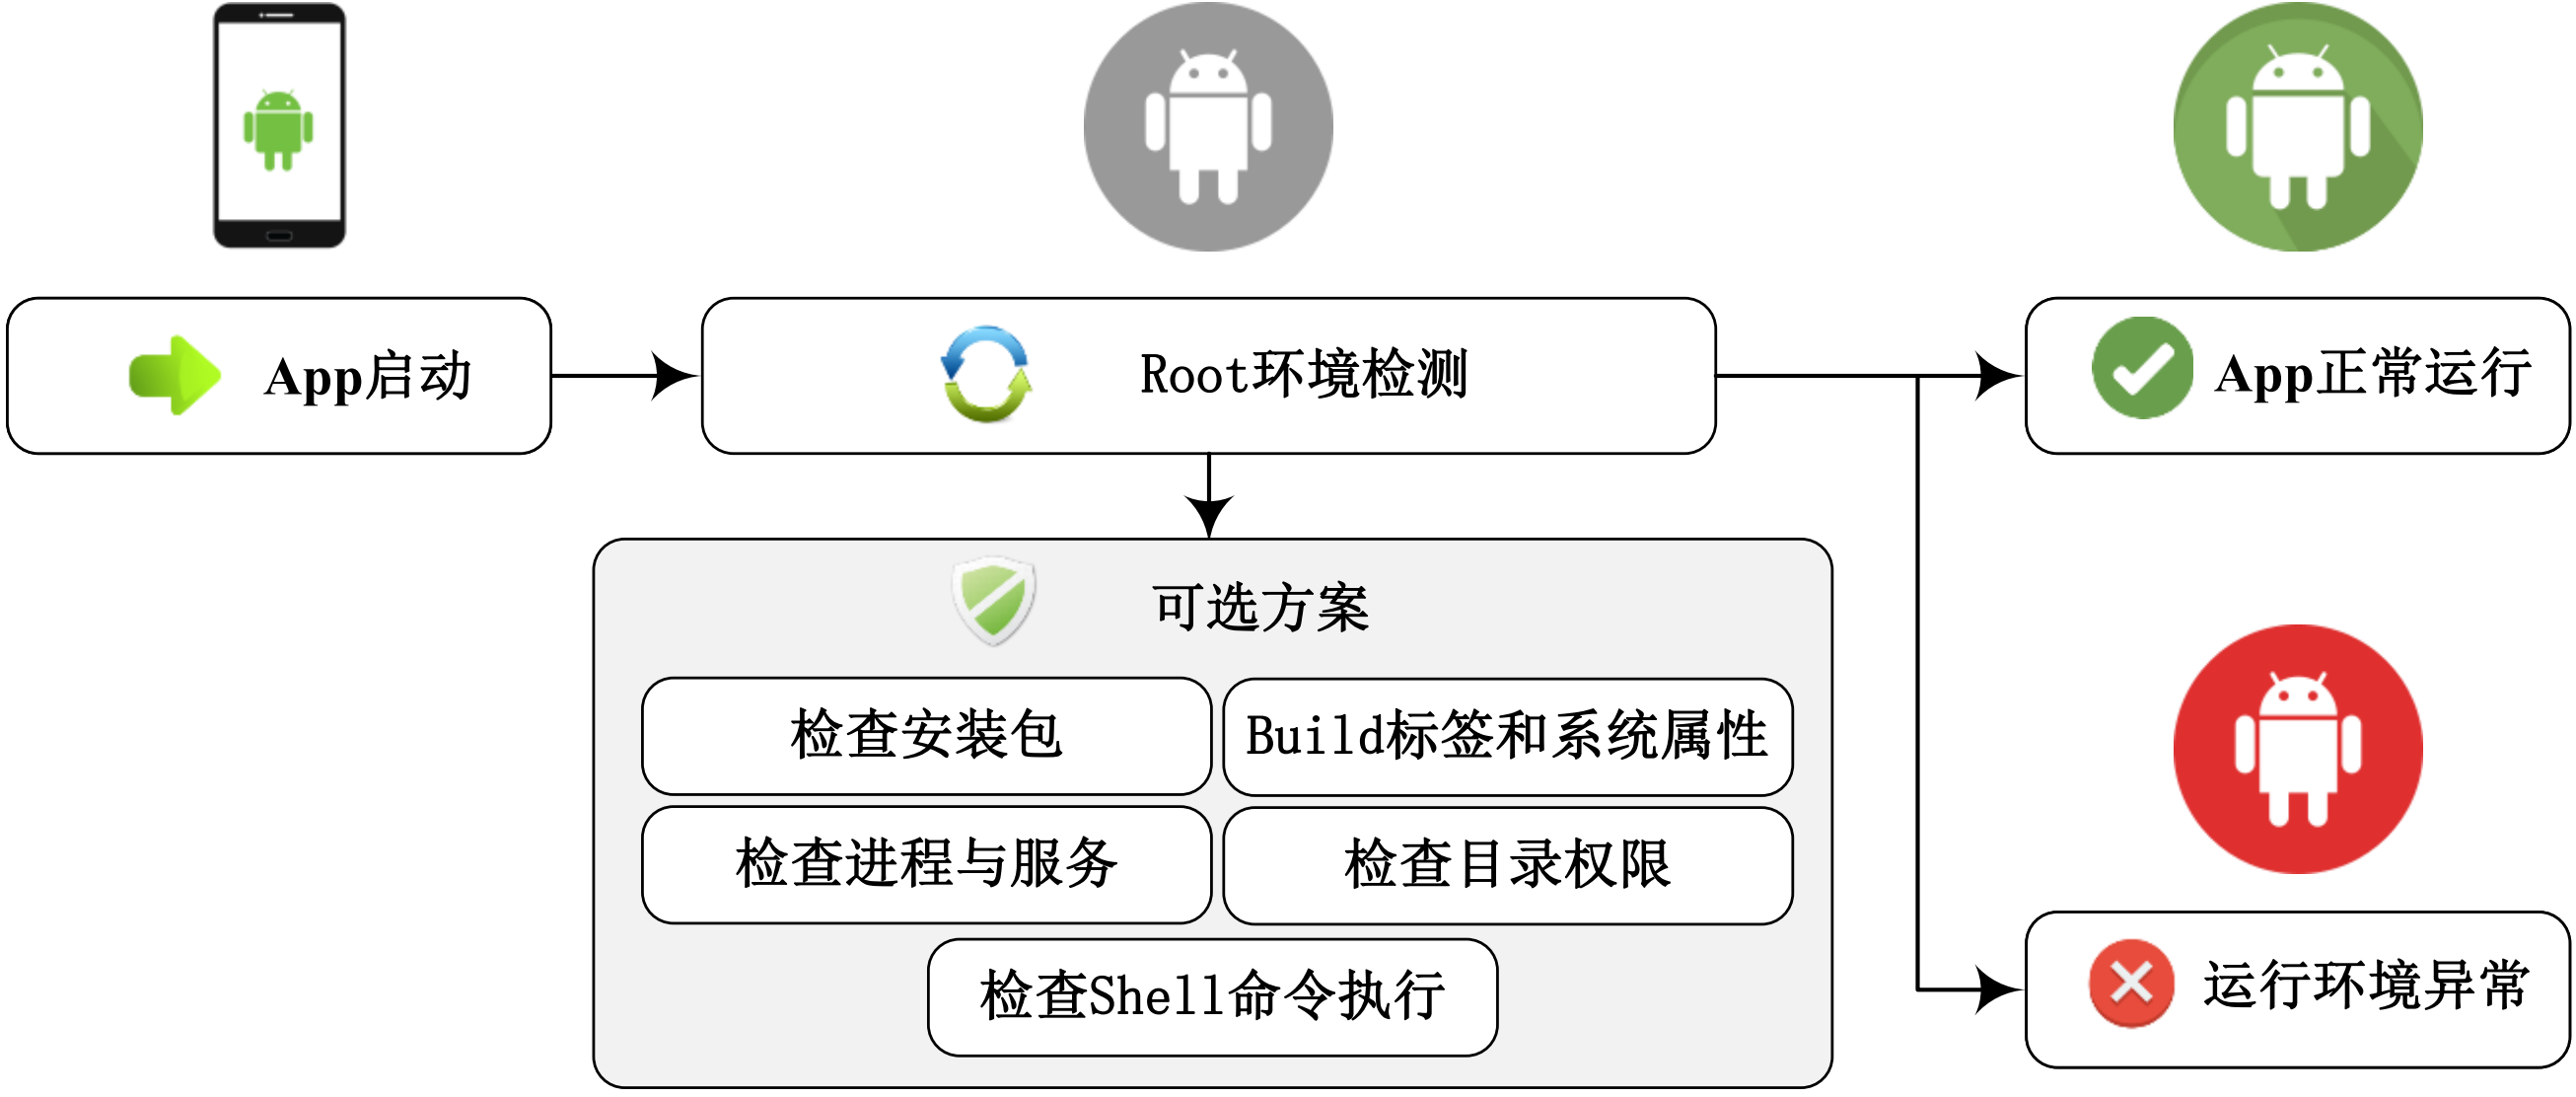 App启动
Root环境检测
App正常运行
可选方案
检查安装包
Build标签和系统属性
检查进程与服务
检查目录权限
检查Shell命令执行
运行环境异常